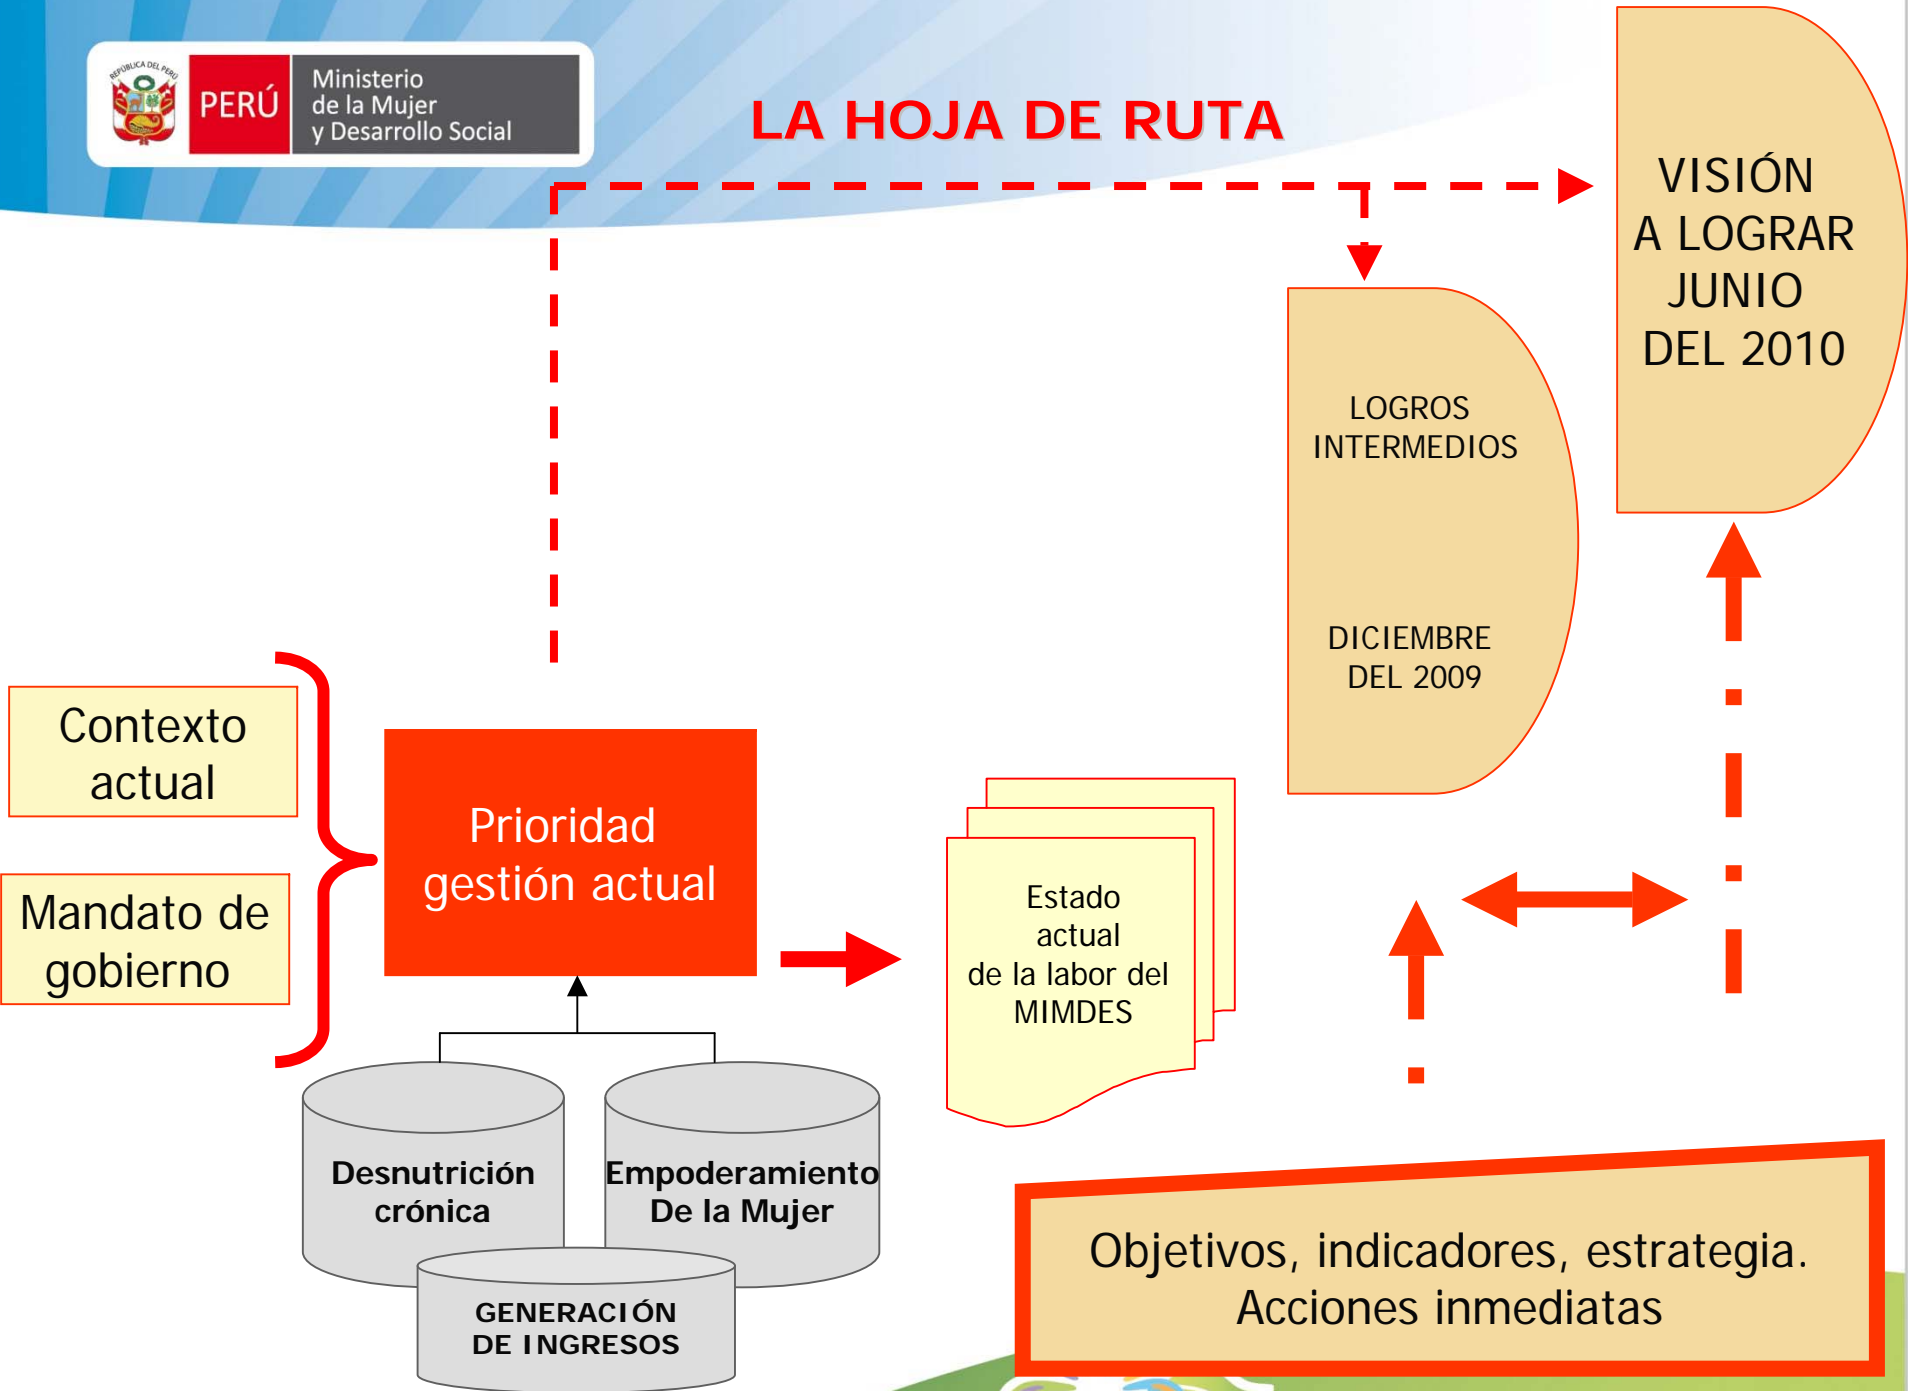 REPÚBLICA DEL PERÚ
PERÚ
Ministerio
de la Mujer
y Desarrollo Social
LA HOJA DE RUTA
VISIÓN
A LOGRAR
JUNIO
DEL 2010
LOGROS
INTERMEDIOS
DICIEMBRE
DEL 2009
Contexto
actual
Mandato de
gobierno
Prioridad
gestión actual
Estado
actual
de la labor del
MIMDES
Desnutrición
crónica
Empoderamiento
De la Mujer
GENERACIÓN
DE INGRESOS
Objetivos, indicadores, estrategia.
Acciones inmediatas